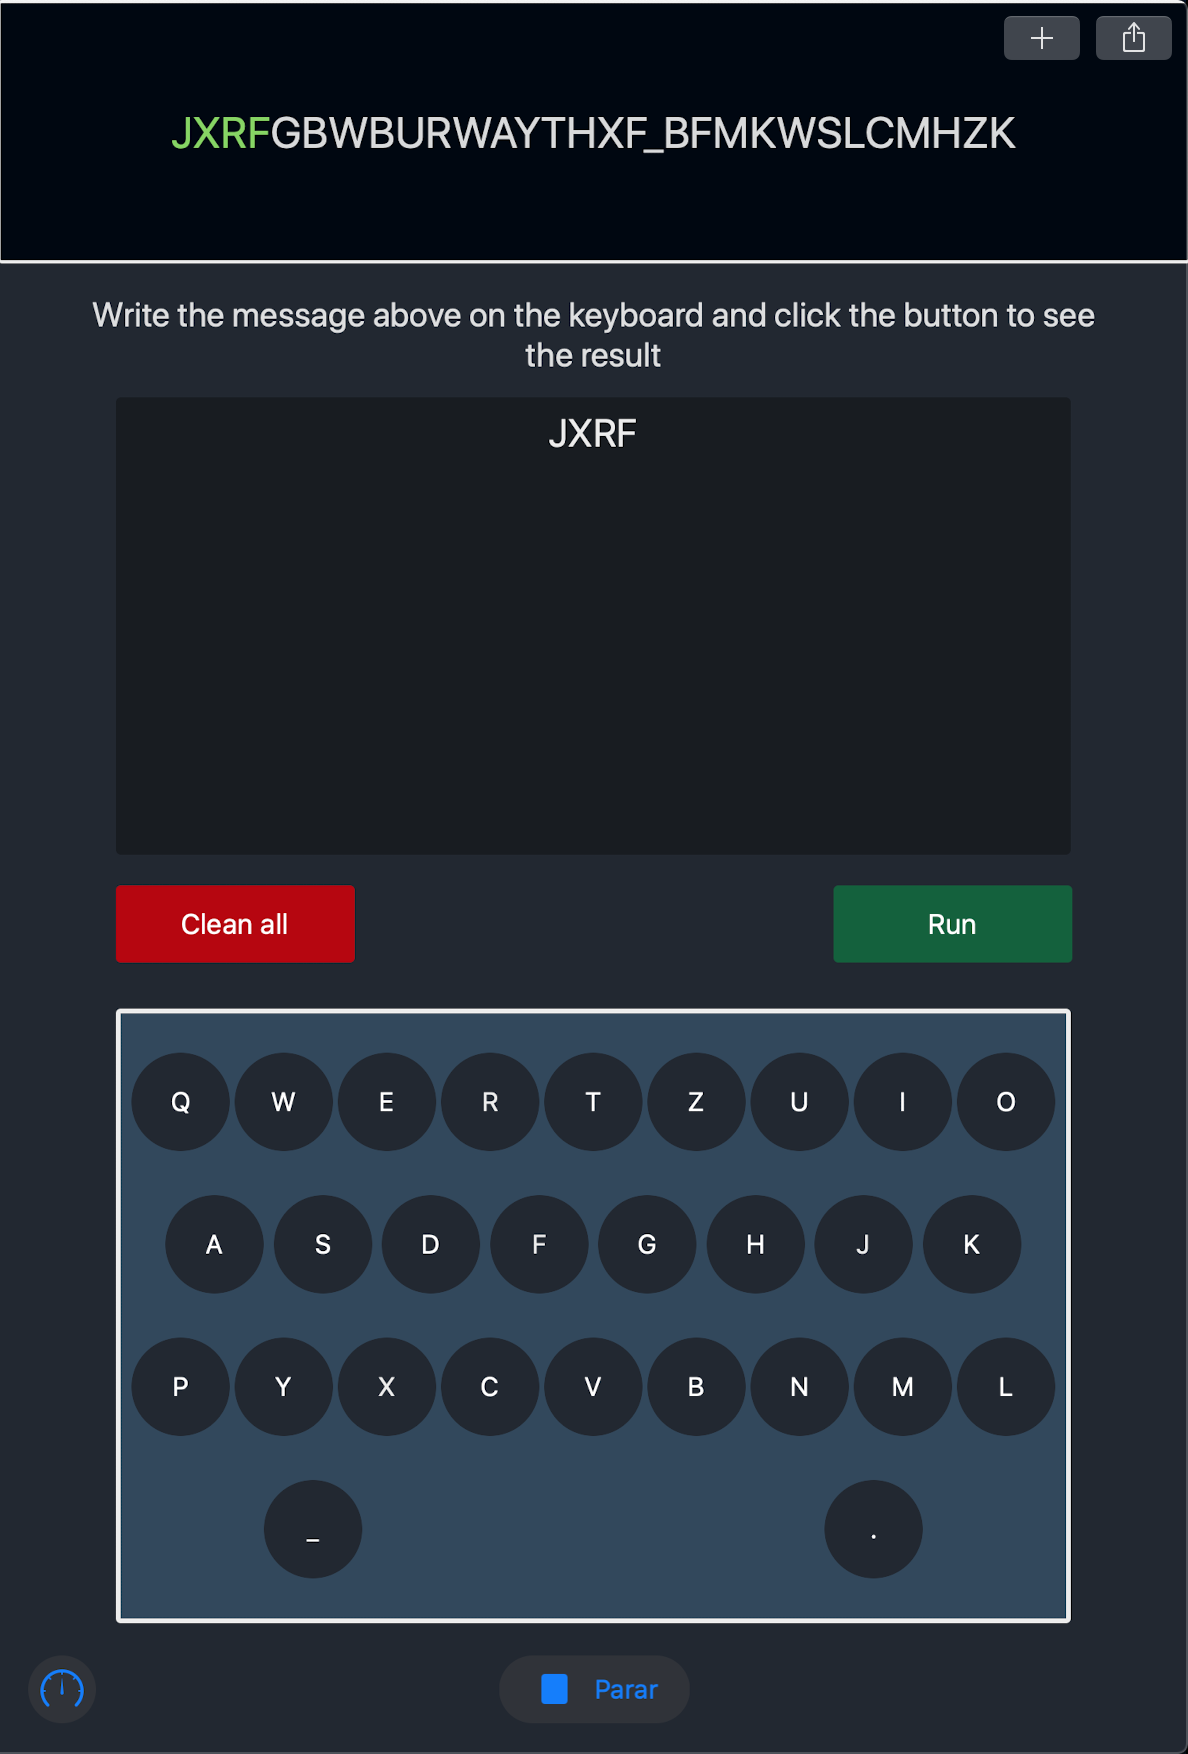 JXRFGBWBURWAYTHXF_BFMKWSLCMHZK
Write the message above on the keyboard and click the button to see
the result
JXRF
Clean all
Run
Q W E R T Z U I O
A S D F G H J K
P Y X C V B N M L
_ .
Parar